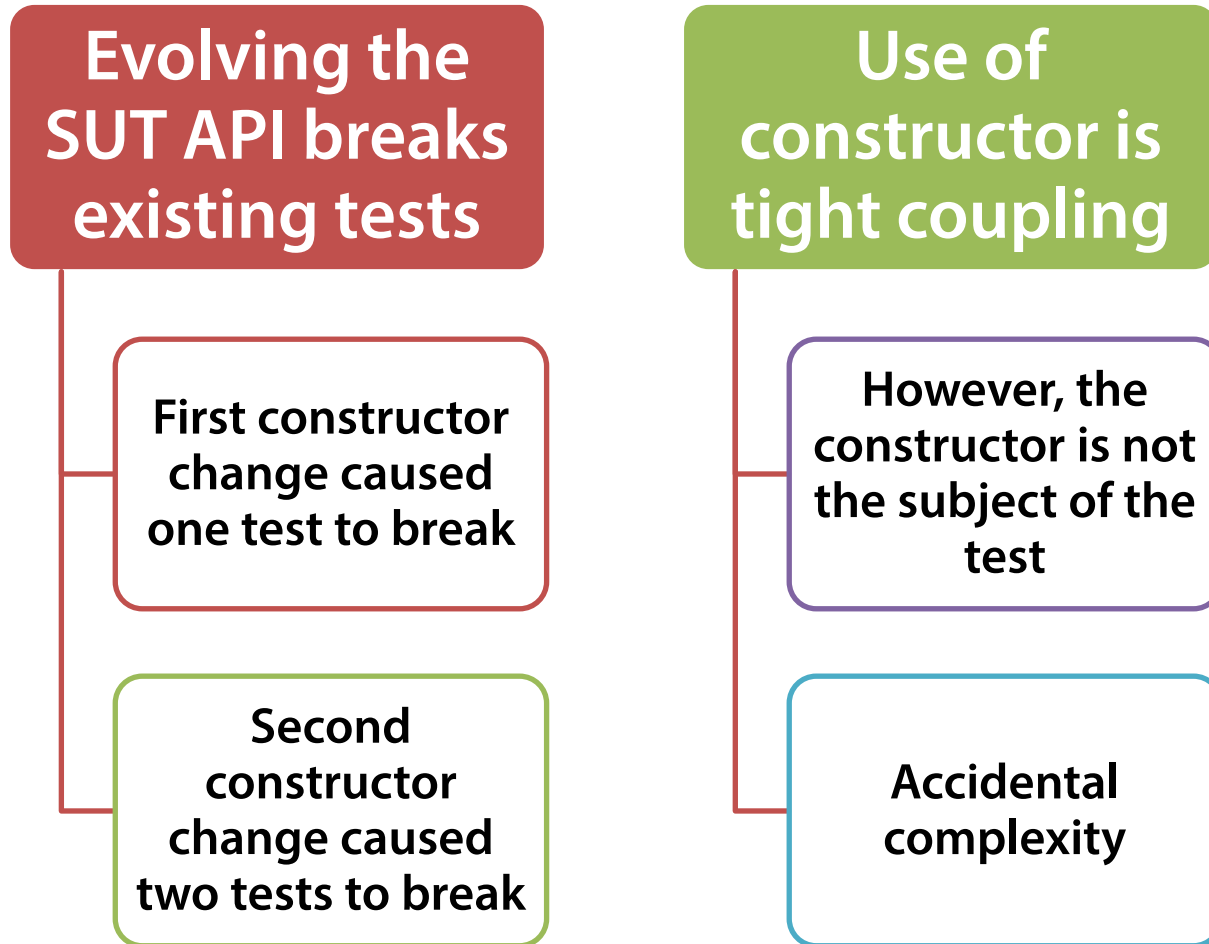 Evolving the
SUT API breaks
existing tests
First constructor
change caused
one test to break
Second
constructor
change caused
two tests to break
Use of
constructor is
tight coupling
However, the
constructor is not
the subject of the
test
Accidental
complexity